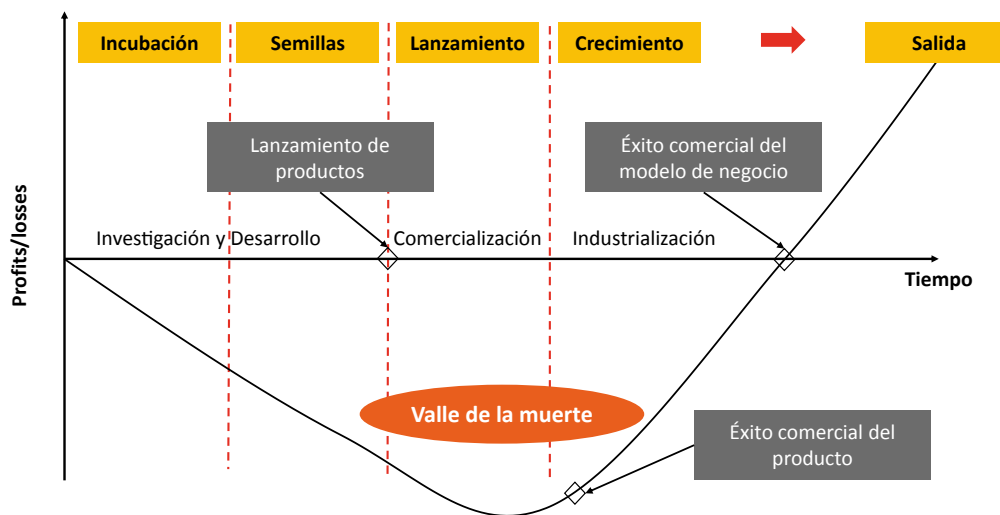 Incubación
Semillas
Lanzamiento
Crecimiento
Salida
Lanzamiento de
productos
Éxito comercial del
modelo de negocio
Profits/losses
Investigación y Desarrollo
Comercialización
Industrialización
Tiempo
Valle de la muerte
Éxito comercial del
producto